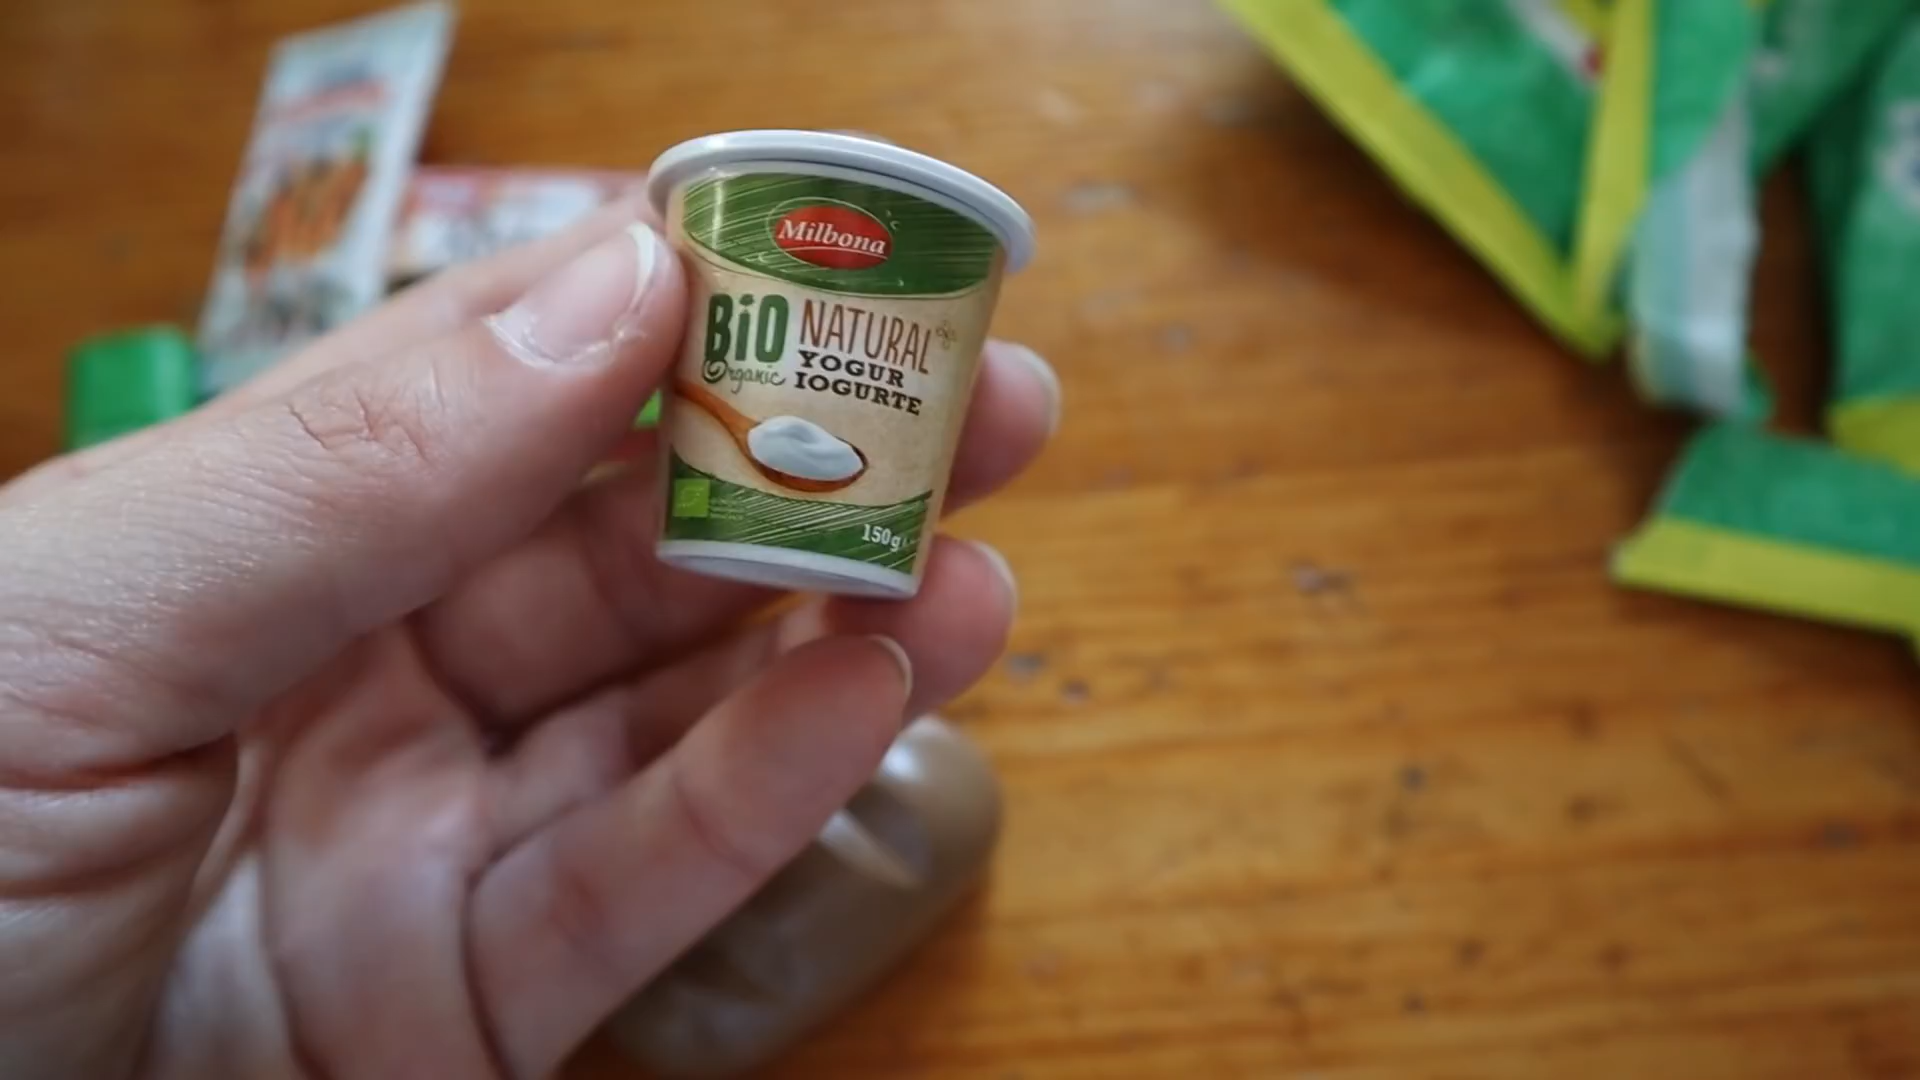 Milbona
BiO NATURAL
Organic YOGUR
IOGURTE
150g